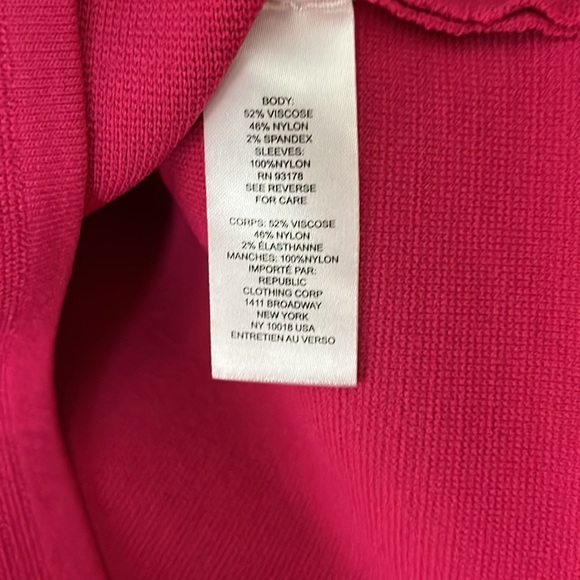 BODY:
52% VISCOSE
46% NYLON
2% SPANDEX
SLEEVES:
100%NYLON
RN 93178
SEE REVERSE
FOR CARE
CORPS: 52% VISCOSE
46% NYLON
2% ÉLASTHANNE
MANCHES: 100%NYLON
IMPORTÉ PAR:
REPUBLIC
CLOTHING CORP
1411 BROADWAY
NEW YORK
NY 10018 USA
ENTRETIEN AU VERSO